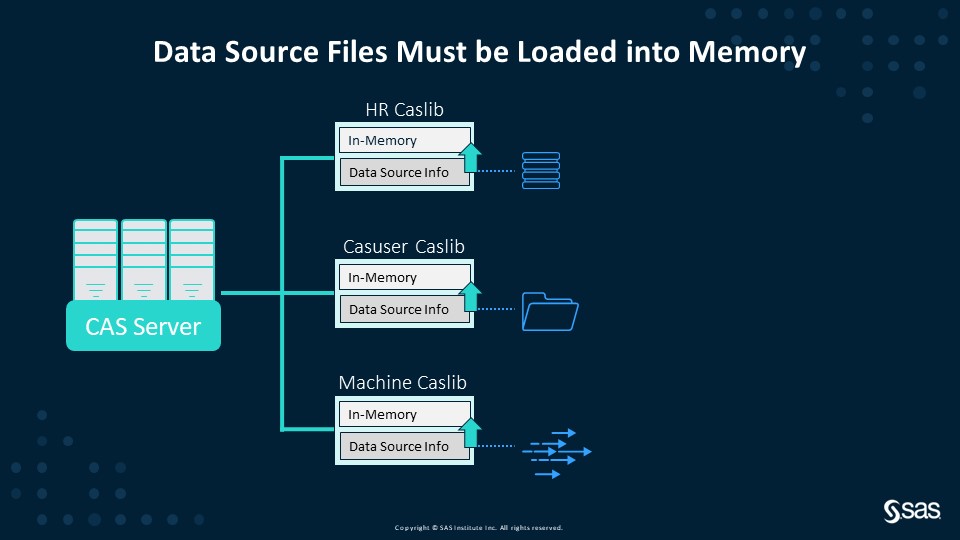 Data Source Files Must be Loaded into Memory
HR Caslib
In-Memory
Data Source Info
Casuser Caslib
In-Memory
Data Source Info
CAS Server
Machine Caslib
In-Memory
Data Source Info
sas
Copyright © SAS Institute Inc. All rights reserved.